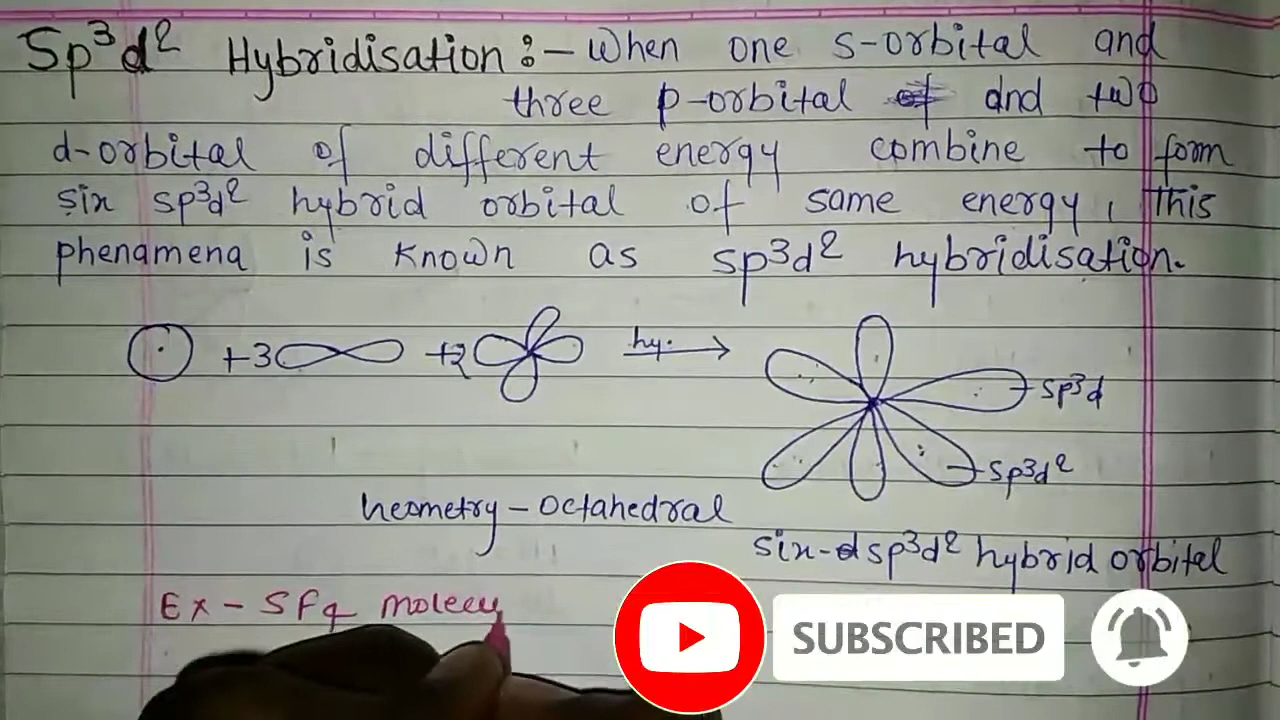 Sp³d² Hybridisation :- When one s-orbital and
three p-orbital and two
d-orbital of different energy combine to form
six sp³d² hybrid orbital of same energy, this
phenamena is known as sp³d² hybridisation.
+3 +2 hy.
sp³d
sp³d²
Geometry - octahedral
six-dsp³d² hybrid orbital
Ex - SF4 molecu
SUBSCRIBED